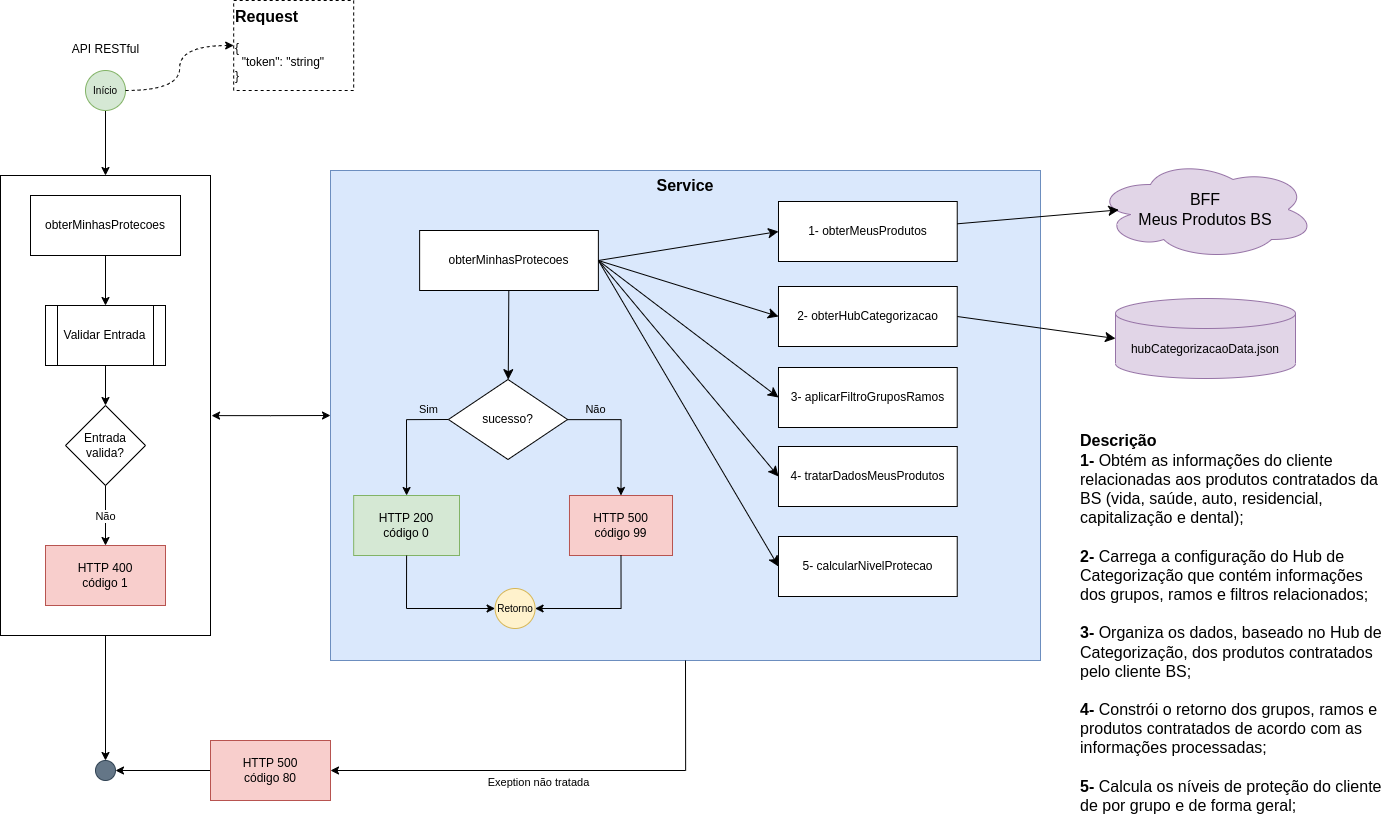 Request
{
"token": "string"
}
API RESTful
Início
obterMinhasProtecoes
Validar Entrada
Entrada
valida?
Não
HTTP 400
código 1
Service
obterMinhasProtecoes
sucesso?
Sim
Não
HTTP 200
código 0
HTTP 500
código 99
Retorno
1- obterMeusProdutos
2- obterHubCategorizacao
3- aplicarFiltroGruposRamos
4- tratarDadosMeusProdutos
5- calcularNivelProtecao
BFF
Meus Produtos BS
hubCategorizacaoData.json
HTTP 500
código 80
Exeption não tratada
Descrição
1- Obtém as informações do cliente
relacionadas aos produtos contratados da
BS (vida, saúde, auto, residencial,
capitalização e dental);
2- Carrega a configuração do Hub de
Categorização que contém informações
dos grupos, ramos e filtros relacionados;
3- Organiza os dados, baseado no Hub de
Categorização, dos produtos contratados
pelo cliente BS;
4- Constrói o retorno dos grupos, ramos e
produtos contratados de acordo com as
informações processadas;
5- Calcula os níveis de proteção do cliente
de por grupo e de forma geral;